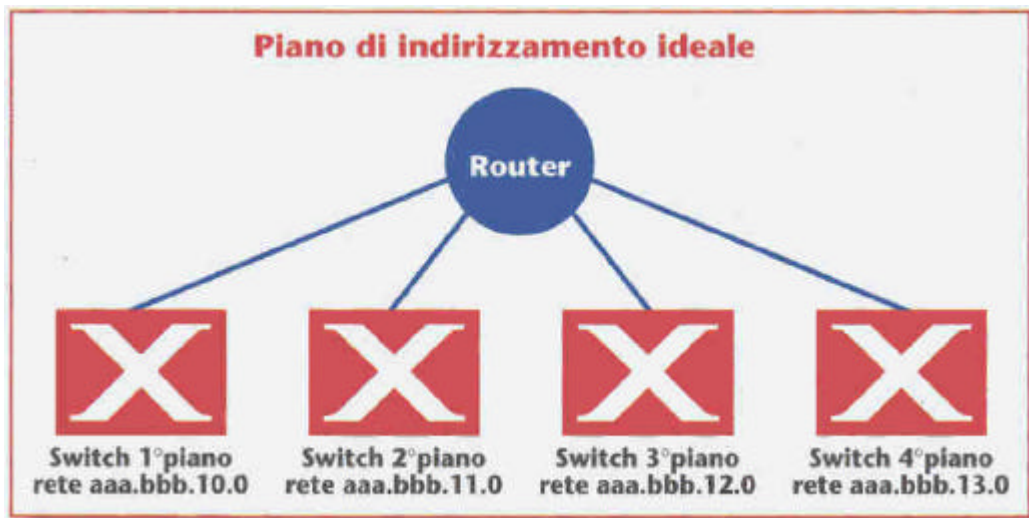 Piano di indirizzamento ideale
Router
Switch 1°piano
rete aaa.bbb.10.0
Switch 2°piano
rete aaa.bbb.11.0
Switch 3°piano
rete aaa.bbb.12.0
Switch 4°piano
rete aaa.bbb.13.0